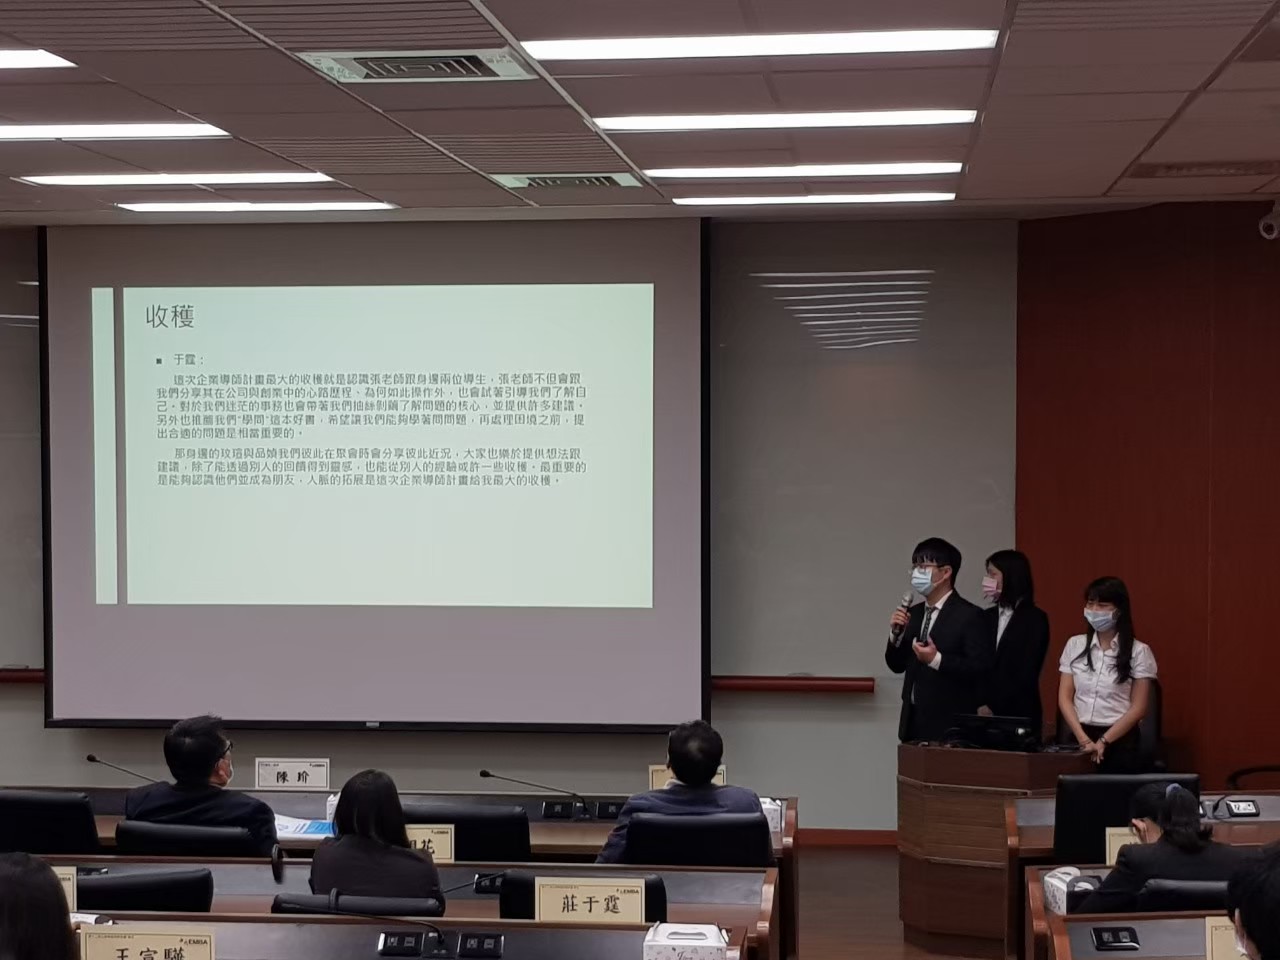 收穫
■ 于霆：
這次企業導師計畫最大的收穫就是認識張老師跟身邊兩位導生，張老師不但會跟
我們分享其在公司與創業中的心路歷程、為何如此操作外，也會試著引導我們了解自
己。對於我們迷茫的事務也會帶著我們抽絲剝繭了解問題的核心，並提供許多建議。
另外也推薦我們"學問"這本好書，希望讓我們能夠學著問問題，再處理困境之前，提
出合適的問題是相當重要的。
那身邊的玟瑄與品媜我們彼此在聚會時會分享彼此近況，大家也樂於提供想法跟
建議，除了能透過別人的回饋得到靈感，也能從別人的經驗或許一些收穫。最重要的
是能夠認識他們並成為朋友，人脈的拓展是這次企業導師計畫給我最大的收穫。
陳玠
花
EMBA
莊于霆
EMBA
王宣驊